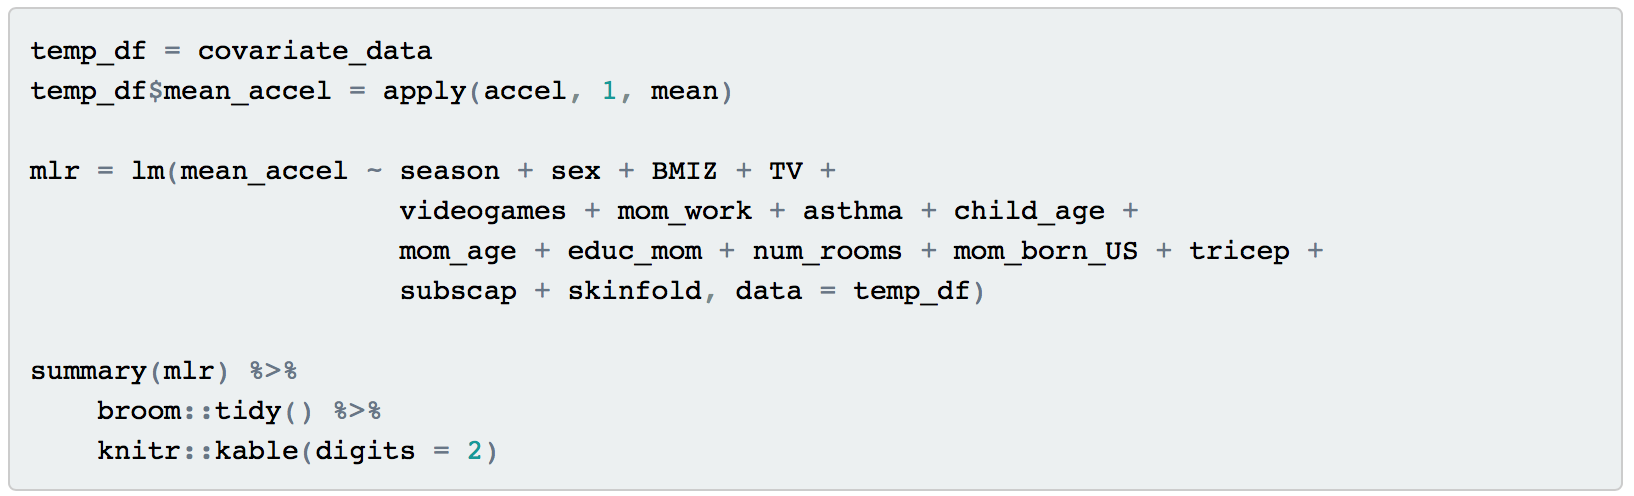 temp_df = covariate_data
temp_df$mean_accel = apply(accel, 1, mean)
mlr = lm(mean_accel ~ season + sex + BMIZ + TV +
videogames + mom_work + asthma + child_age +
mom_age + educ_mom + num_rooms + mom_born_US + tricep +
subscap + skinfold, data = temp_df)
summary(mlr) %>%
broom::tidy() %>%
knitr::kable(digits = 2)